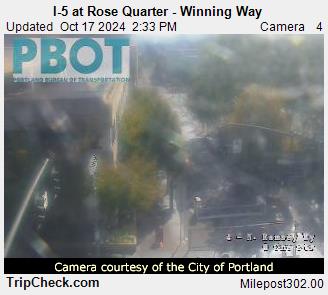 I-5 at Rose Quarter - Winning Way
Updated Oct 17 2024 2:33 PM Camera 4
PBOT
PORTLAND BUREAU OF TRANSPORTATION
Camera courtesy of the City of Portland
TripCheck.com Milepost302.00